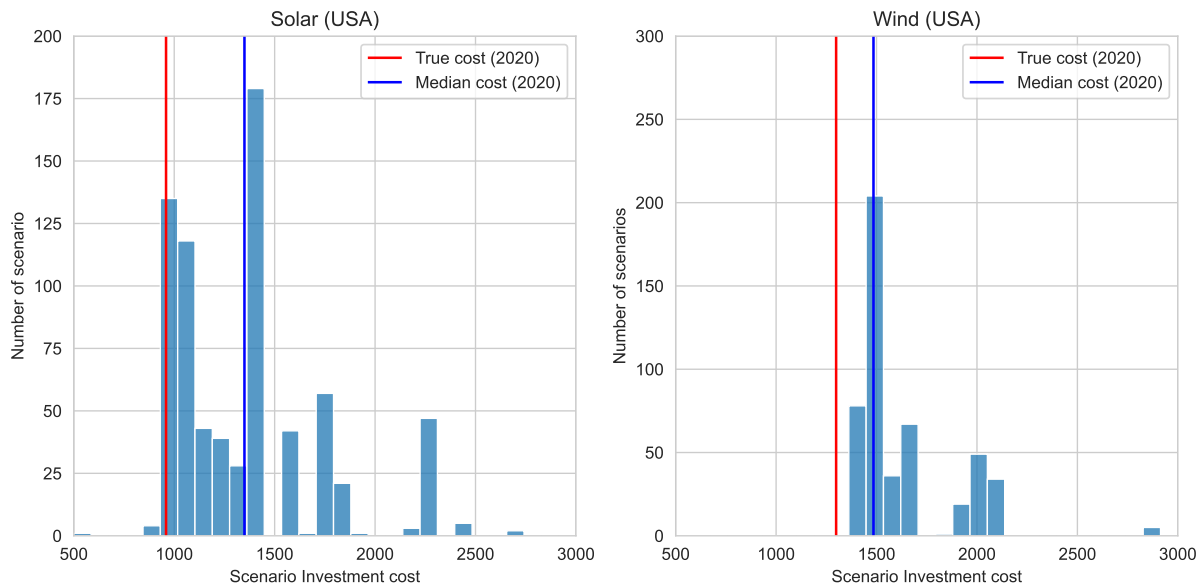 Solar (USA)
200
175
150
125
100
75
50
25
0
Number of scenario
True cost (2020)
Median cost (2020)
500
1000
1500
2000
2500
3000
Scenario Investment cost
Wind (USA)
300
250
200
150
100
50
0
Number of scenarios
True cost (2020)
Median cost (2020)
500
1000
1500
2000
2500
3000
Scenario Investment cost